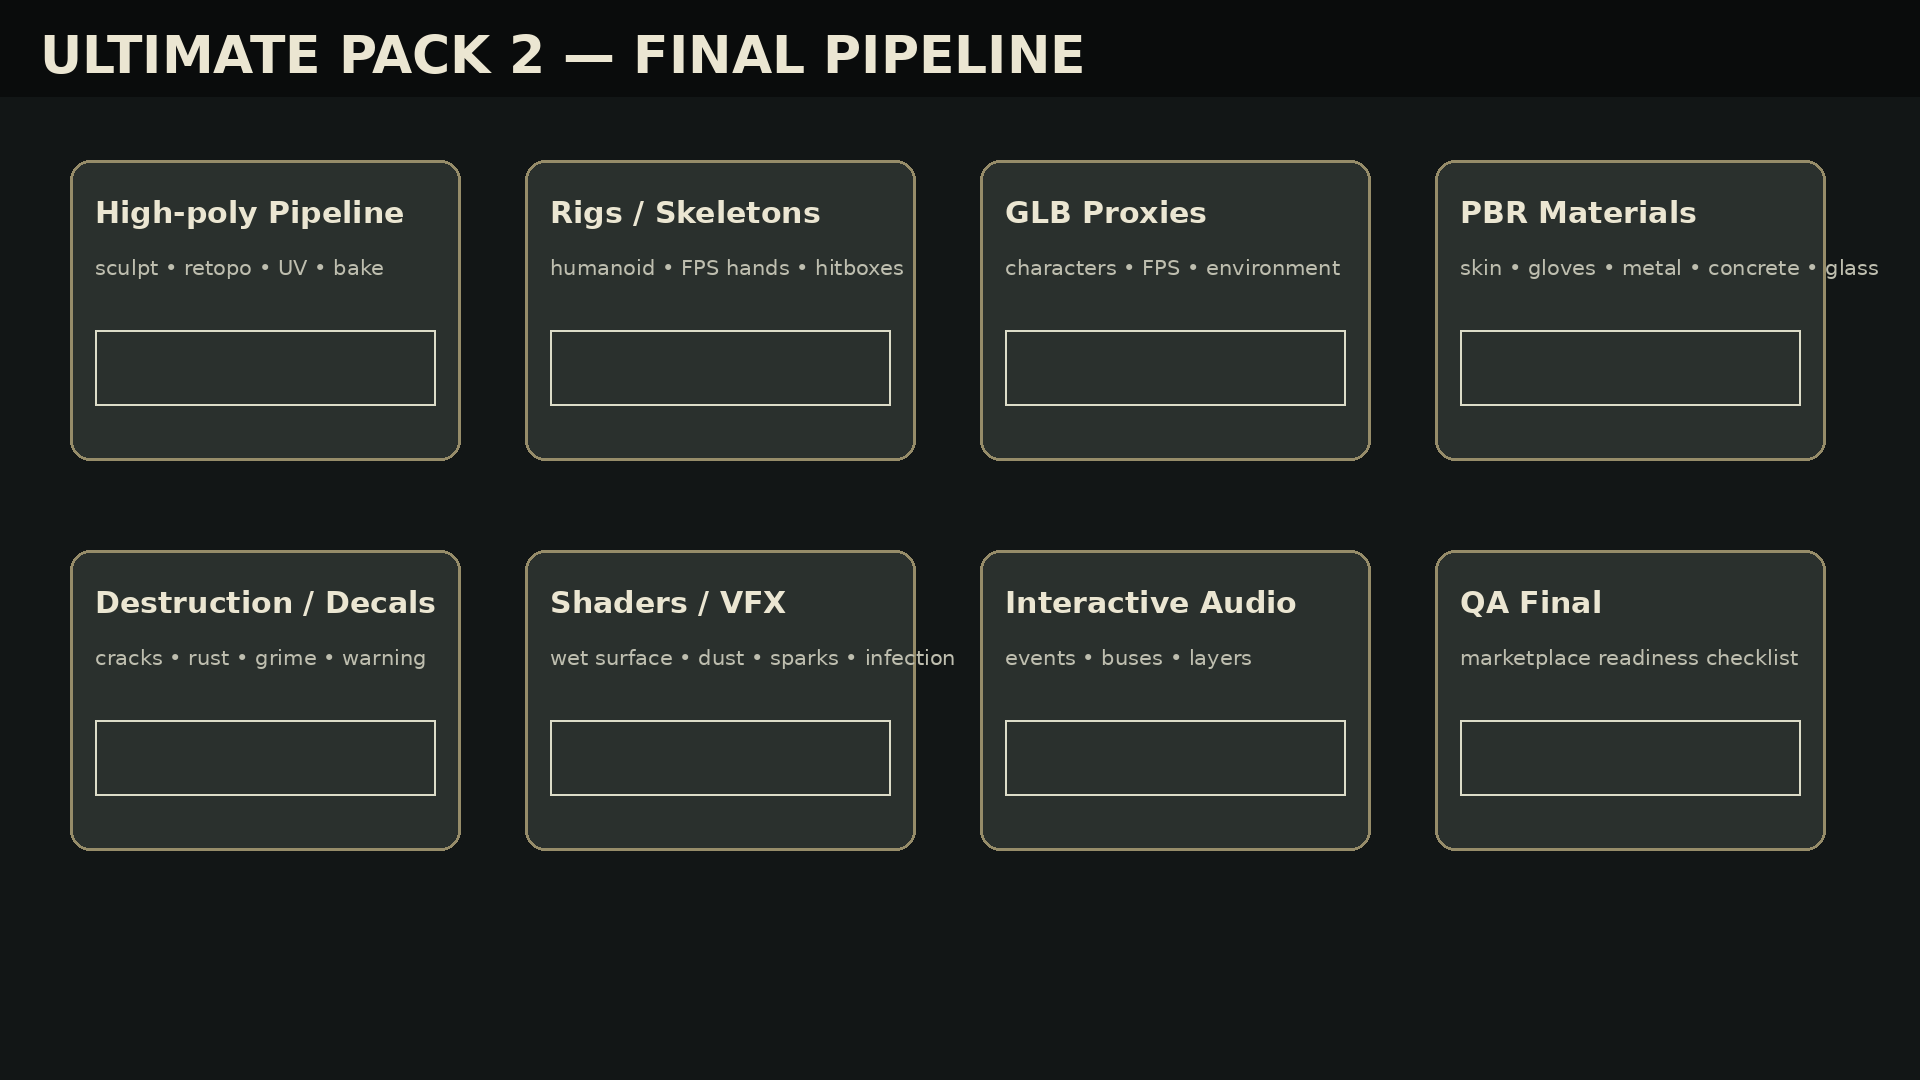 ULTIMATE PACK 2 — FINAL PIPELINE
High-poly Pipeline
sculpt • retopo • UV • bake
Rigs / Skeletons
humanoid • FPS hands • hitboxes
GLB Proxies
characters • FPS • environment
PBR Materials
skin • gloves • metal • concrete • glass
Destruction / Decals
cracks • rust • grime • warning
Shaders / VFX
wet surface • dust • sparks • infection
Interactive Audio
events • buses • layers
QA Final
marketplace readiness checklist